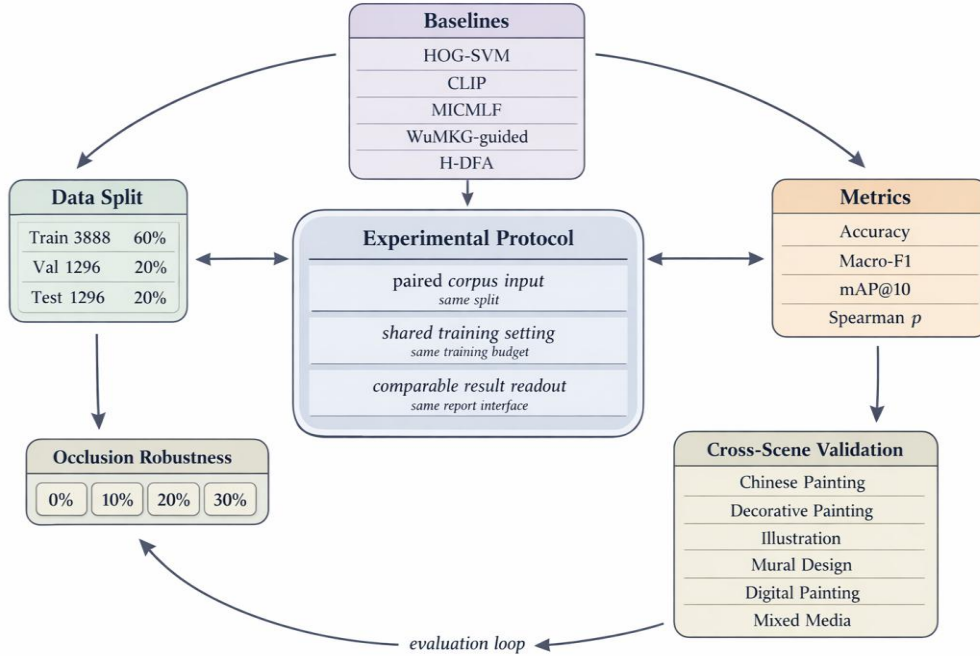 Baselines
HOG-SVM
CLIP
MICMLF
WuMKG-guided
H-DFA
Data Split
Train 3888 60%
Val 1296 20%
Test 1296 20%
Experimental Protocol
paired corpus input
same split
shared training setting
same training budget
comparable result readout
same report interface
Metrics
Accuracy
Macro-F1
mAP@10
Spearman p
Occlusion Robustness
0% 10% 20% 30%
Cross-Scene Validation
Chinese Painting
Decorative Painting
Illustration
Mural Design
Digital Painting
Mixed Media
evaluation loop